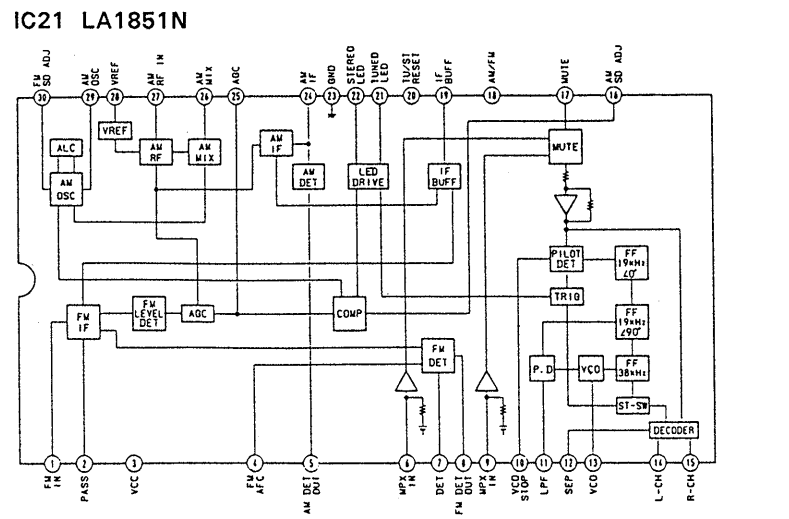 IC21 LA1851N
FM SD ADJ
AM OSC
VREF
AM RF IN
AM MIX
AGC
AM IF
GND
STEREO LED
TUNED LED
TU/ST RESET
IF BUFF
AM/FM
MUTE
AM SD ADJ
30
29
28
27
26
25
24
23
22
21
20
19
18
17
16
VREF
ALC
AM OSC
AM RF
AM MIX
AM IF
AM DET
LED DRIVE
IF BUFF
MUTE
PILOT DET
FF 19kHz ∠0°
TRIG
FM IF
FM LEVEL DET
AGC
COMP
FF 19kHz ∠90°
FM DET
P.D
VCO
FF 38kHz
ST-SW
DECODER
1
2
3
4
5
6
7
8
9
10
11
12
13
14
15
FM IN
PASS
VCC
FM AFC
AM DET OUT
MPX IN
DET
FM DET OUT
MPX IN
VCO STOP
LPF
SEP
VCO
L-CH
R-CH